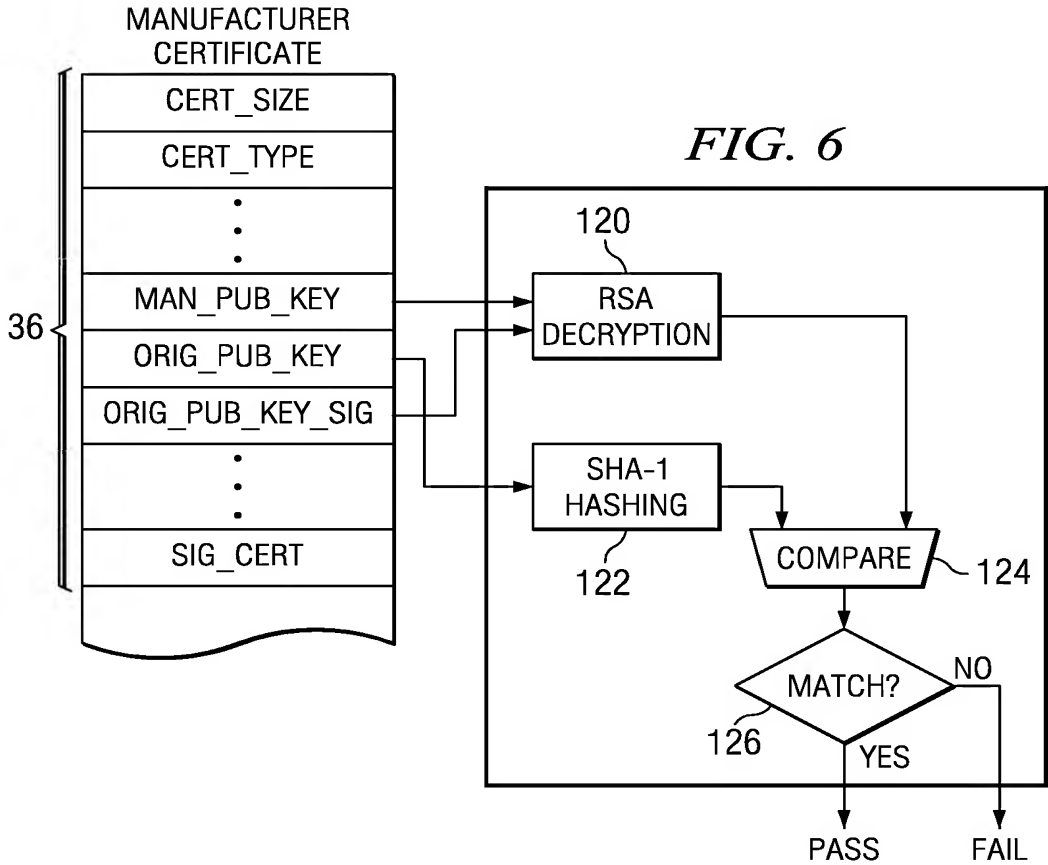 MANUFACTURER
CERTIFICATE
CERT_SIZE
CERT_TYPE
MAN_PUB_KEY
ORIG_PUB_KEY
ORIG_PUB_KEY_SIG
SIG_CERT
36
FIG. 6
120
RSA
DECRYPTION
SHA-1
HASHING
122
COMPARE
124
MATCH?
126
NO
YES
PASS
FAIL